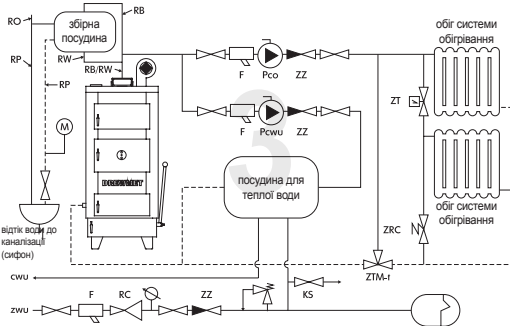 RO
RB
збірна
посудина
RP
RW
RP
RB/RW
M
F
Pco
ZZ
F
Pcwu
ZZ
3
обіг системи
обігрівання
ZT
посудина для
теплої води
обіг системи
обігрівання
ZRC
ZTM-т
відтік води до
каналізації
(сифон)
cwu
KS
zwu
F
RC
ZZ